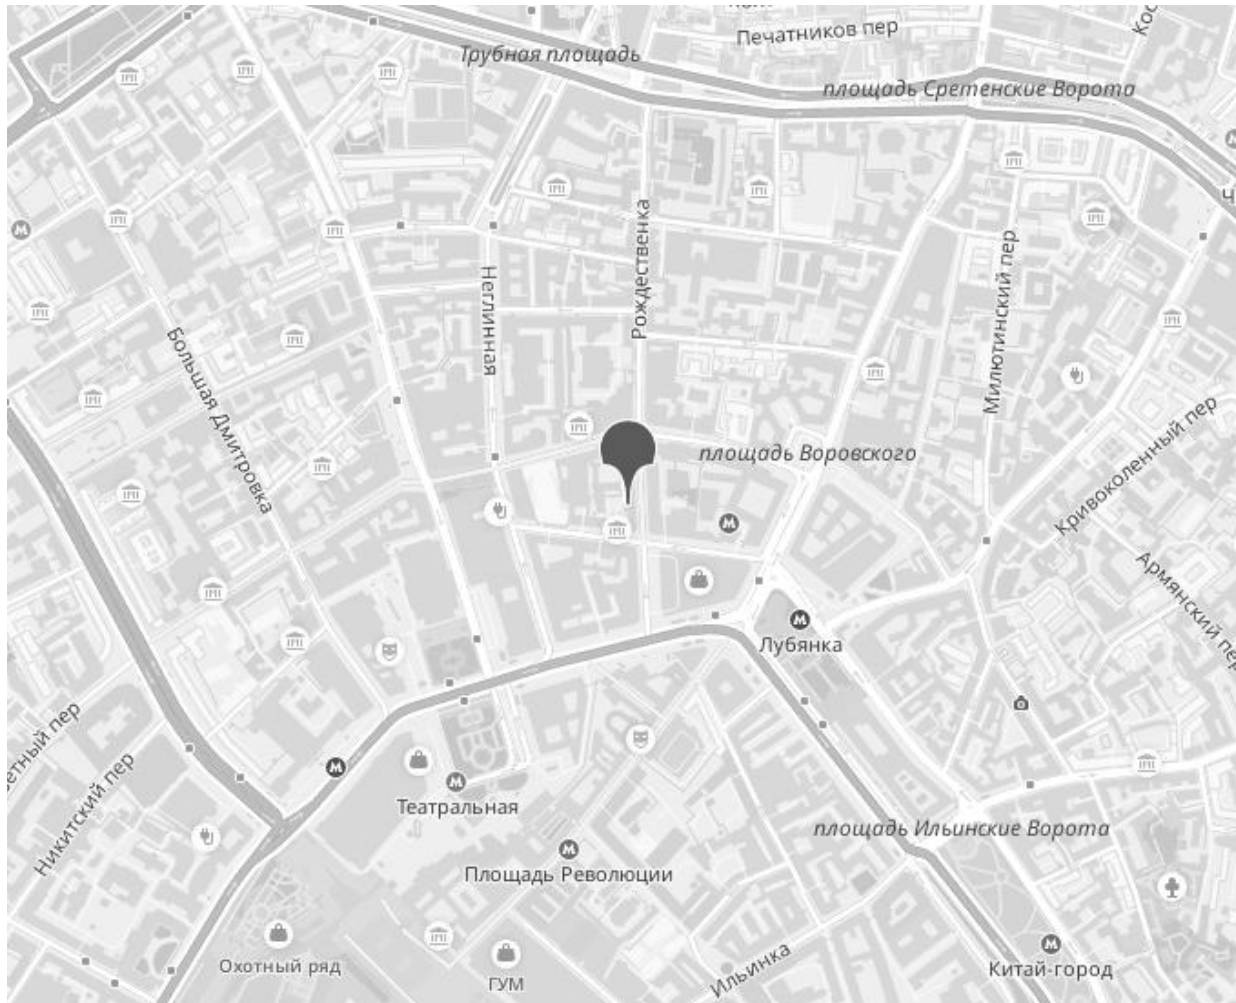 Печатников пер
Трубная площадь
площадь Сретенские Ворота
Рождественка
Неглинная
Милютинский пер
Большая Дмитровка
Кривоколенный пер
площадь Воровского
Армянский пер
Лубянка
Никитский пер
Театральная
площадь Ильинские Ворота
Площадь Революции
Ильинка
Охотный ряд
ГУМ
Китай-город